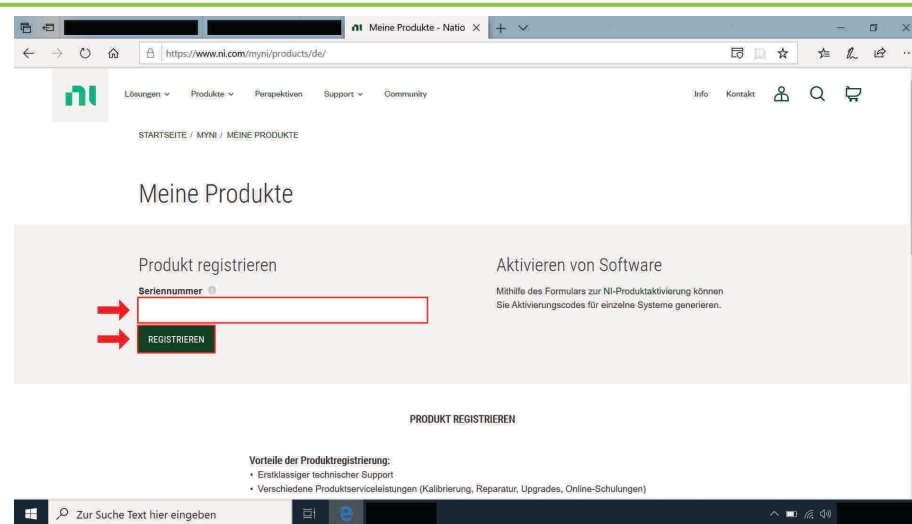 Meine Produkte - Natio
https://www.ni.com/myni/products/de/
ni
Lösungen Produkte Perspektiven Support Community Info Kontakt
STARTSEITE / MYNI / MEINE PRODUKTE
Meine Produkte
Produkt registrieren
Seriennummer
REGISTRIEREN
Aktivieren von Software
Mithilfe des Formulars zur NI-Produktaktivierung können
Sie Aktivierungscodes für einzelne Systeme generieren.
PRODUKT REGISTRIEREN
Vorteile der Produktregistrierung:
• Erstklassiger technischer Support
• Verschiedene Produktserviceleistungen (Kalibrierung, Reparatur, Upgrades, Online-Schulungen)
Zur Suche Text hier eingeben